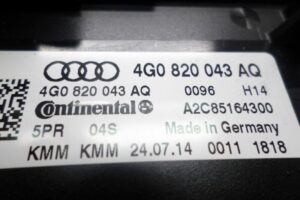 4G0 820 043 AQ
4G0 820 043 AQ 0096 H14
Continental A2C85164300
5PR 04S Made in Germany
KMM KMM 24.07.14 0011 1818